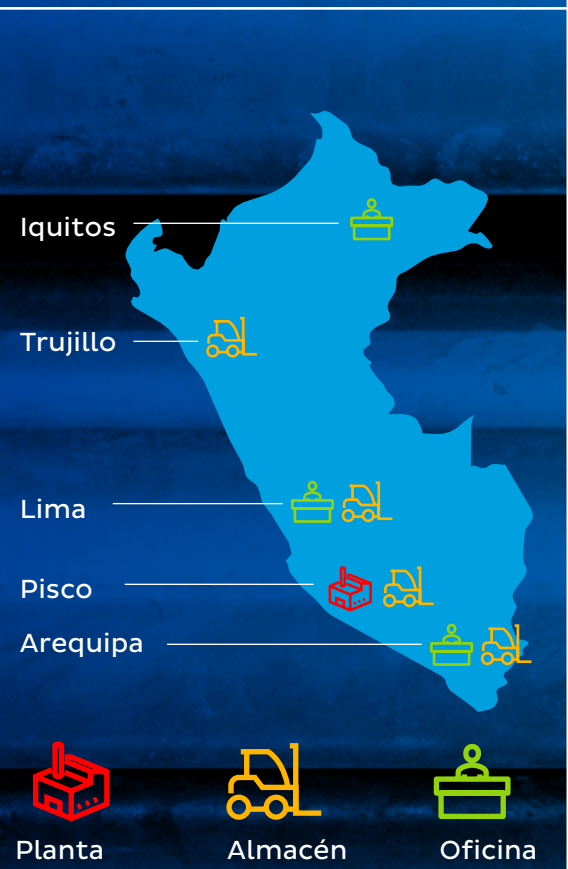 Iquitos
Trujillo
Lima
Pisco
Arequipa
Planta
Almacén
Oficina